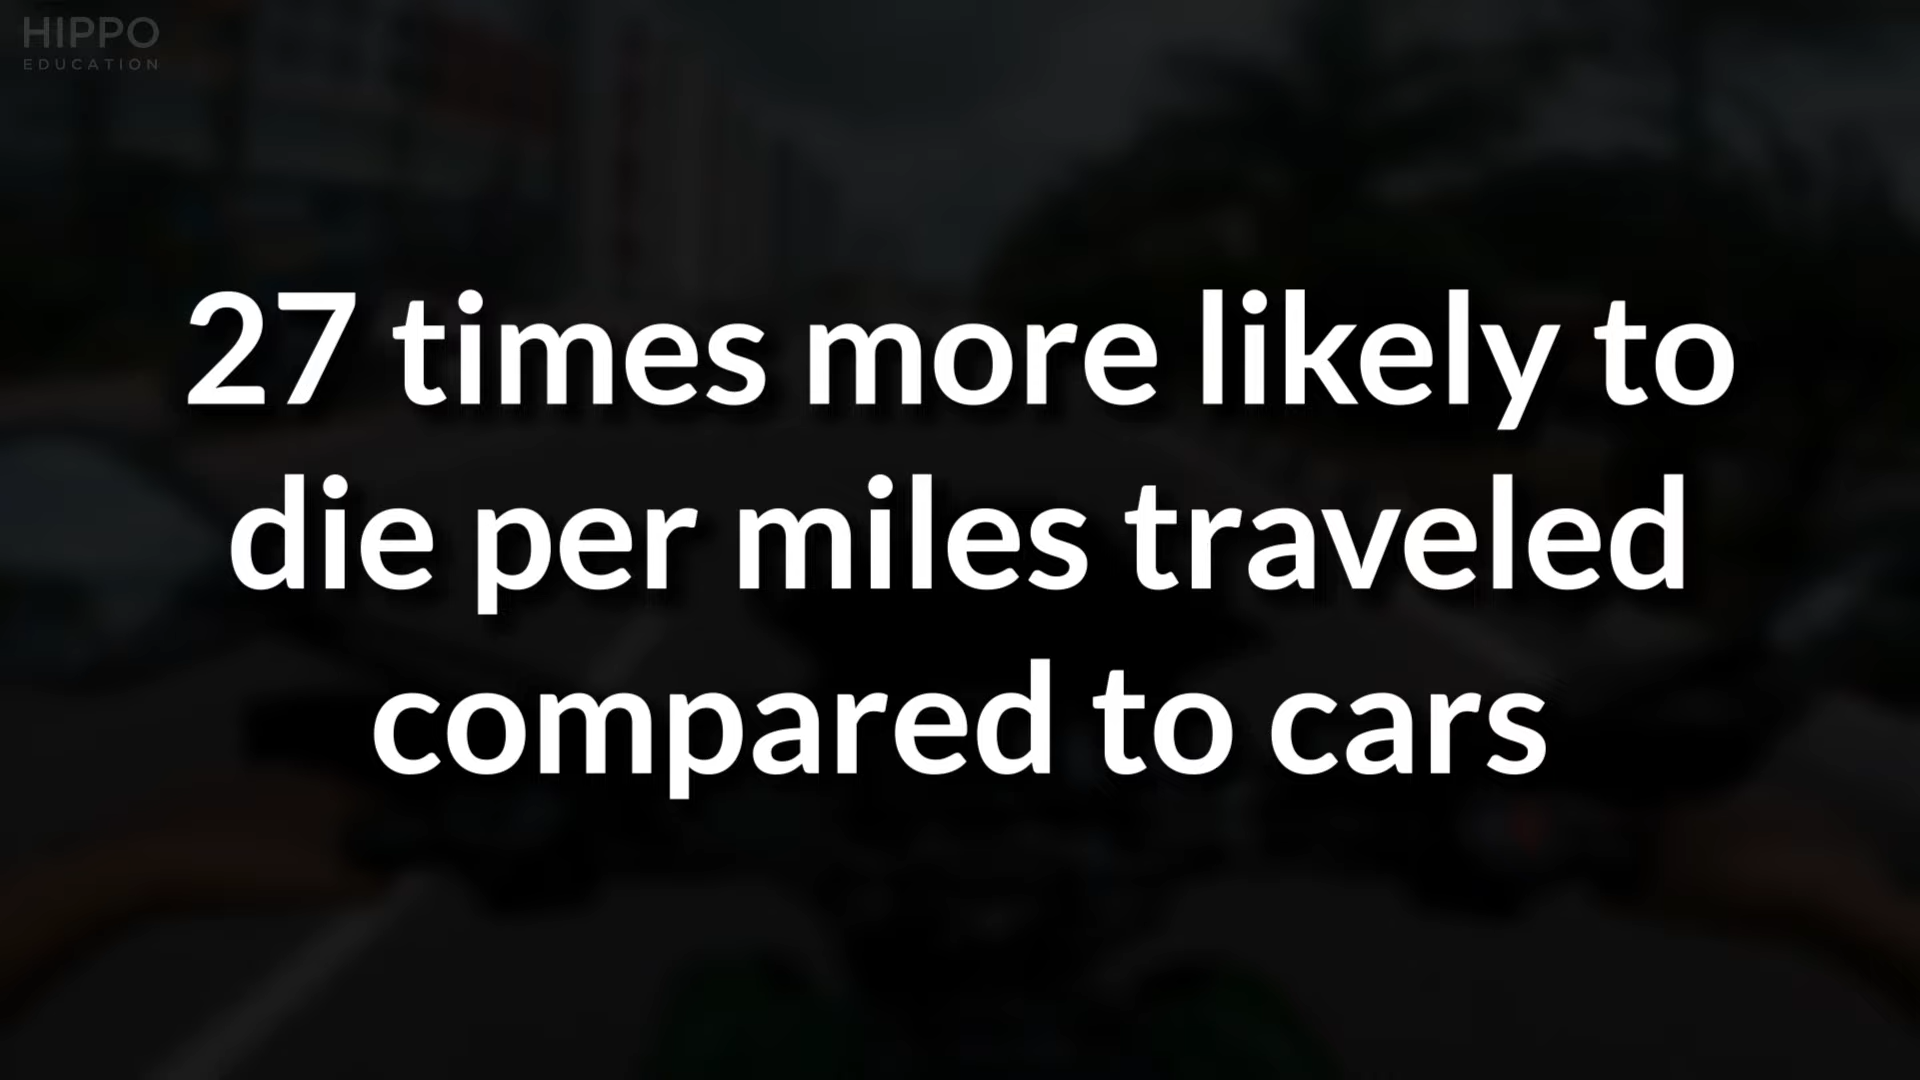 HIPPO
EDUCATION
27 times more likely to
die per miles traveled
compared to cars